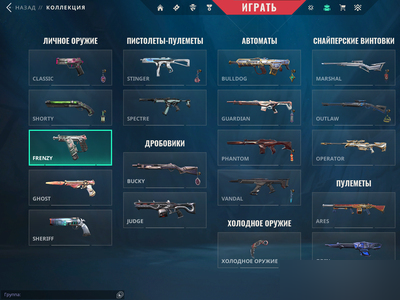 НАЗАД // КОЛЛЕКЦИЯ
ИГРАТЬ
ЛИЧНОЕ ОРУЖИЕ
CLASSIC
SHORTY
FRENZY
GHOST
SHERIFF
ПИСТОЛЕТЫ-ПУЛЕМЕТЫ
STINGER
SPECTRE
ДРОБОВИКИ
BUCKY
JUDGE
АВТОМАТЫ
BULLDOG
GUARDIAN
PHANTOM
VANDAL
ХОЛОДНОЕ ОРУЖИЕ
ХОЛОДНОЕ ОРУЖИЕ
СНАЙПЕРСКИЕ ВИНТОВКИ
MARSHAL
OUTLAW
OPERATOR
ПУЛЕМЕТЫ
ARES
Группа